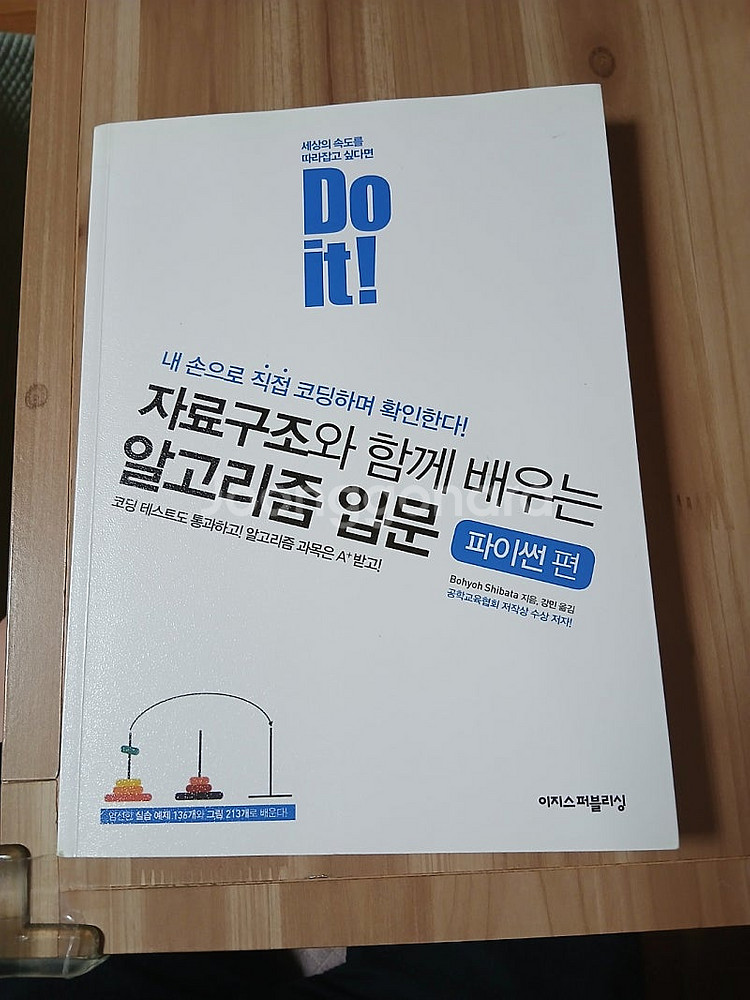 세상의 속도를
따라잡고 싶다면
Do
it!
내 손으로 직접 코딩하며 확인한다!
자료구조와 함께 배우는
알고리즘 입문
파이썬 편
코딩 테스트도 통과하고! 알고리즘 과목은 A+받고!
Bohyoh Shibata 지음, 강민 옮김
공학교육협회 저작상 수상 저자!
엄선한 실습 예제 136개와 그림 213개로 배운다!
이지스퍼블리싱